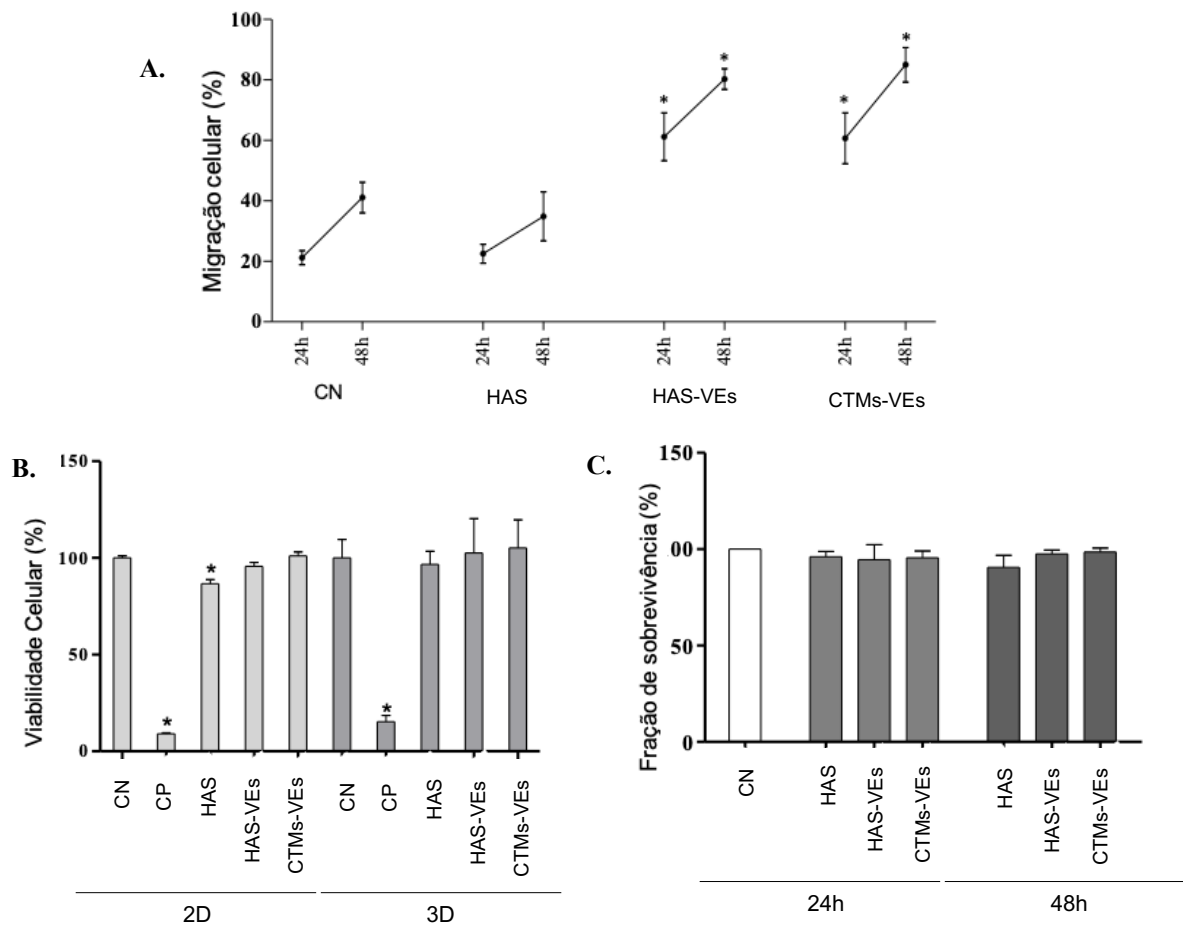 A.
Migração celular (%)
100
80
60
40
20
0
* * * *
24h 48h 24h 48h 24h 48h 24h 48h
CN HAS HAS-VEs CTMs-VEs
B.
Viabilidade Celular (%)
150
100
50
0
* * *
CN CP HAS HAS-VEs CTMs-VEs CN CP HAS HAS-VEs CTMs-VEs
2D 3D
C.
Fração de sobrevivência (%)
150
00
50
0
CN HAS HAS-VEs CTMs-VEs HAS HAS-VEs CTMs-VEs
24h 48h